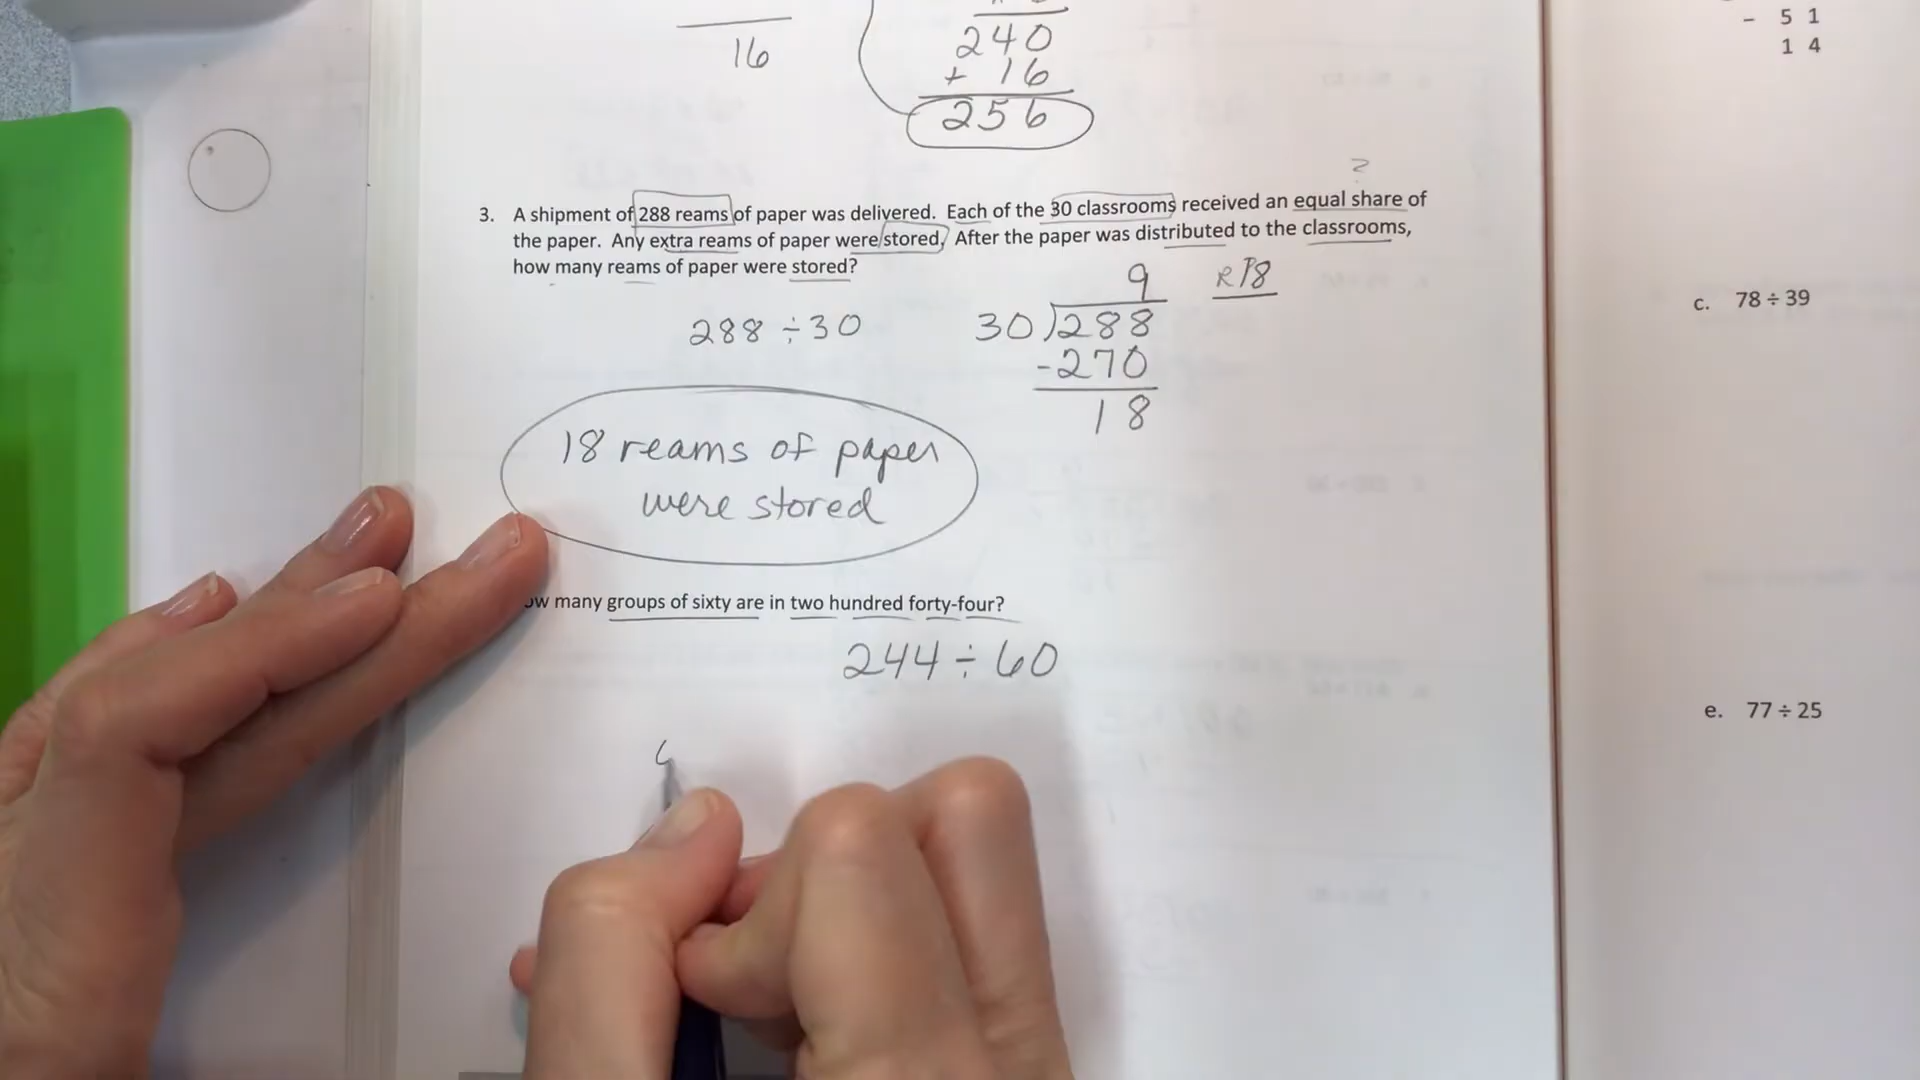 16
240
+ 16
256
- 5 1
1 4
?
3. A shipment of 288 reams of paper was delivered. Each of the 30 classrooms received an equal share of
the paper. Any extra reams of paper were stored. After the paper was distributed to the classrooms,
how many reams of paper were stored?
288 ÷ 30
9 R 18
30)288
-270
18
18 reams of paper
were stored
many groups of sixty are in two hundred forty-four?
244 ÷ 60
c. 78 ÷ 39
e. 77 ÷ 25